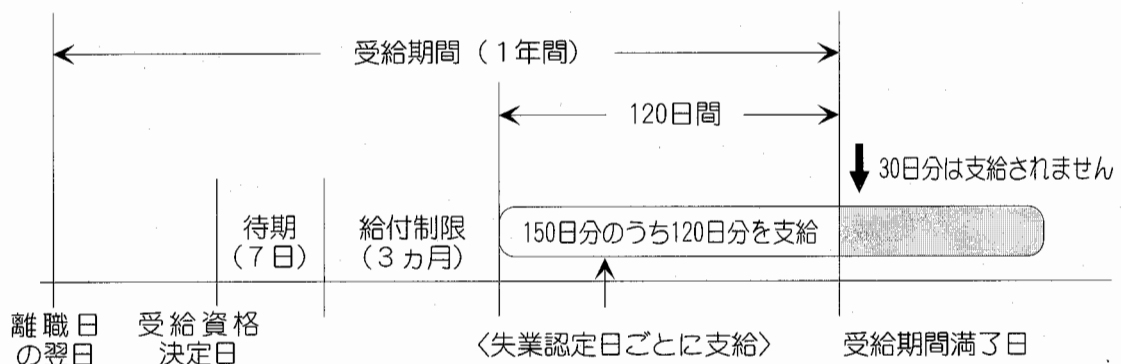 受給期間（1年間）
120日間
30日分は支給されません
待期
（7日）
給付制限
（3ヵ月）
150日分のうち120日分を支給
離職日
の翌日
受給資格
決定日
〈失業認定日ごとに支給〉
受給期間満了日